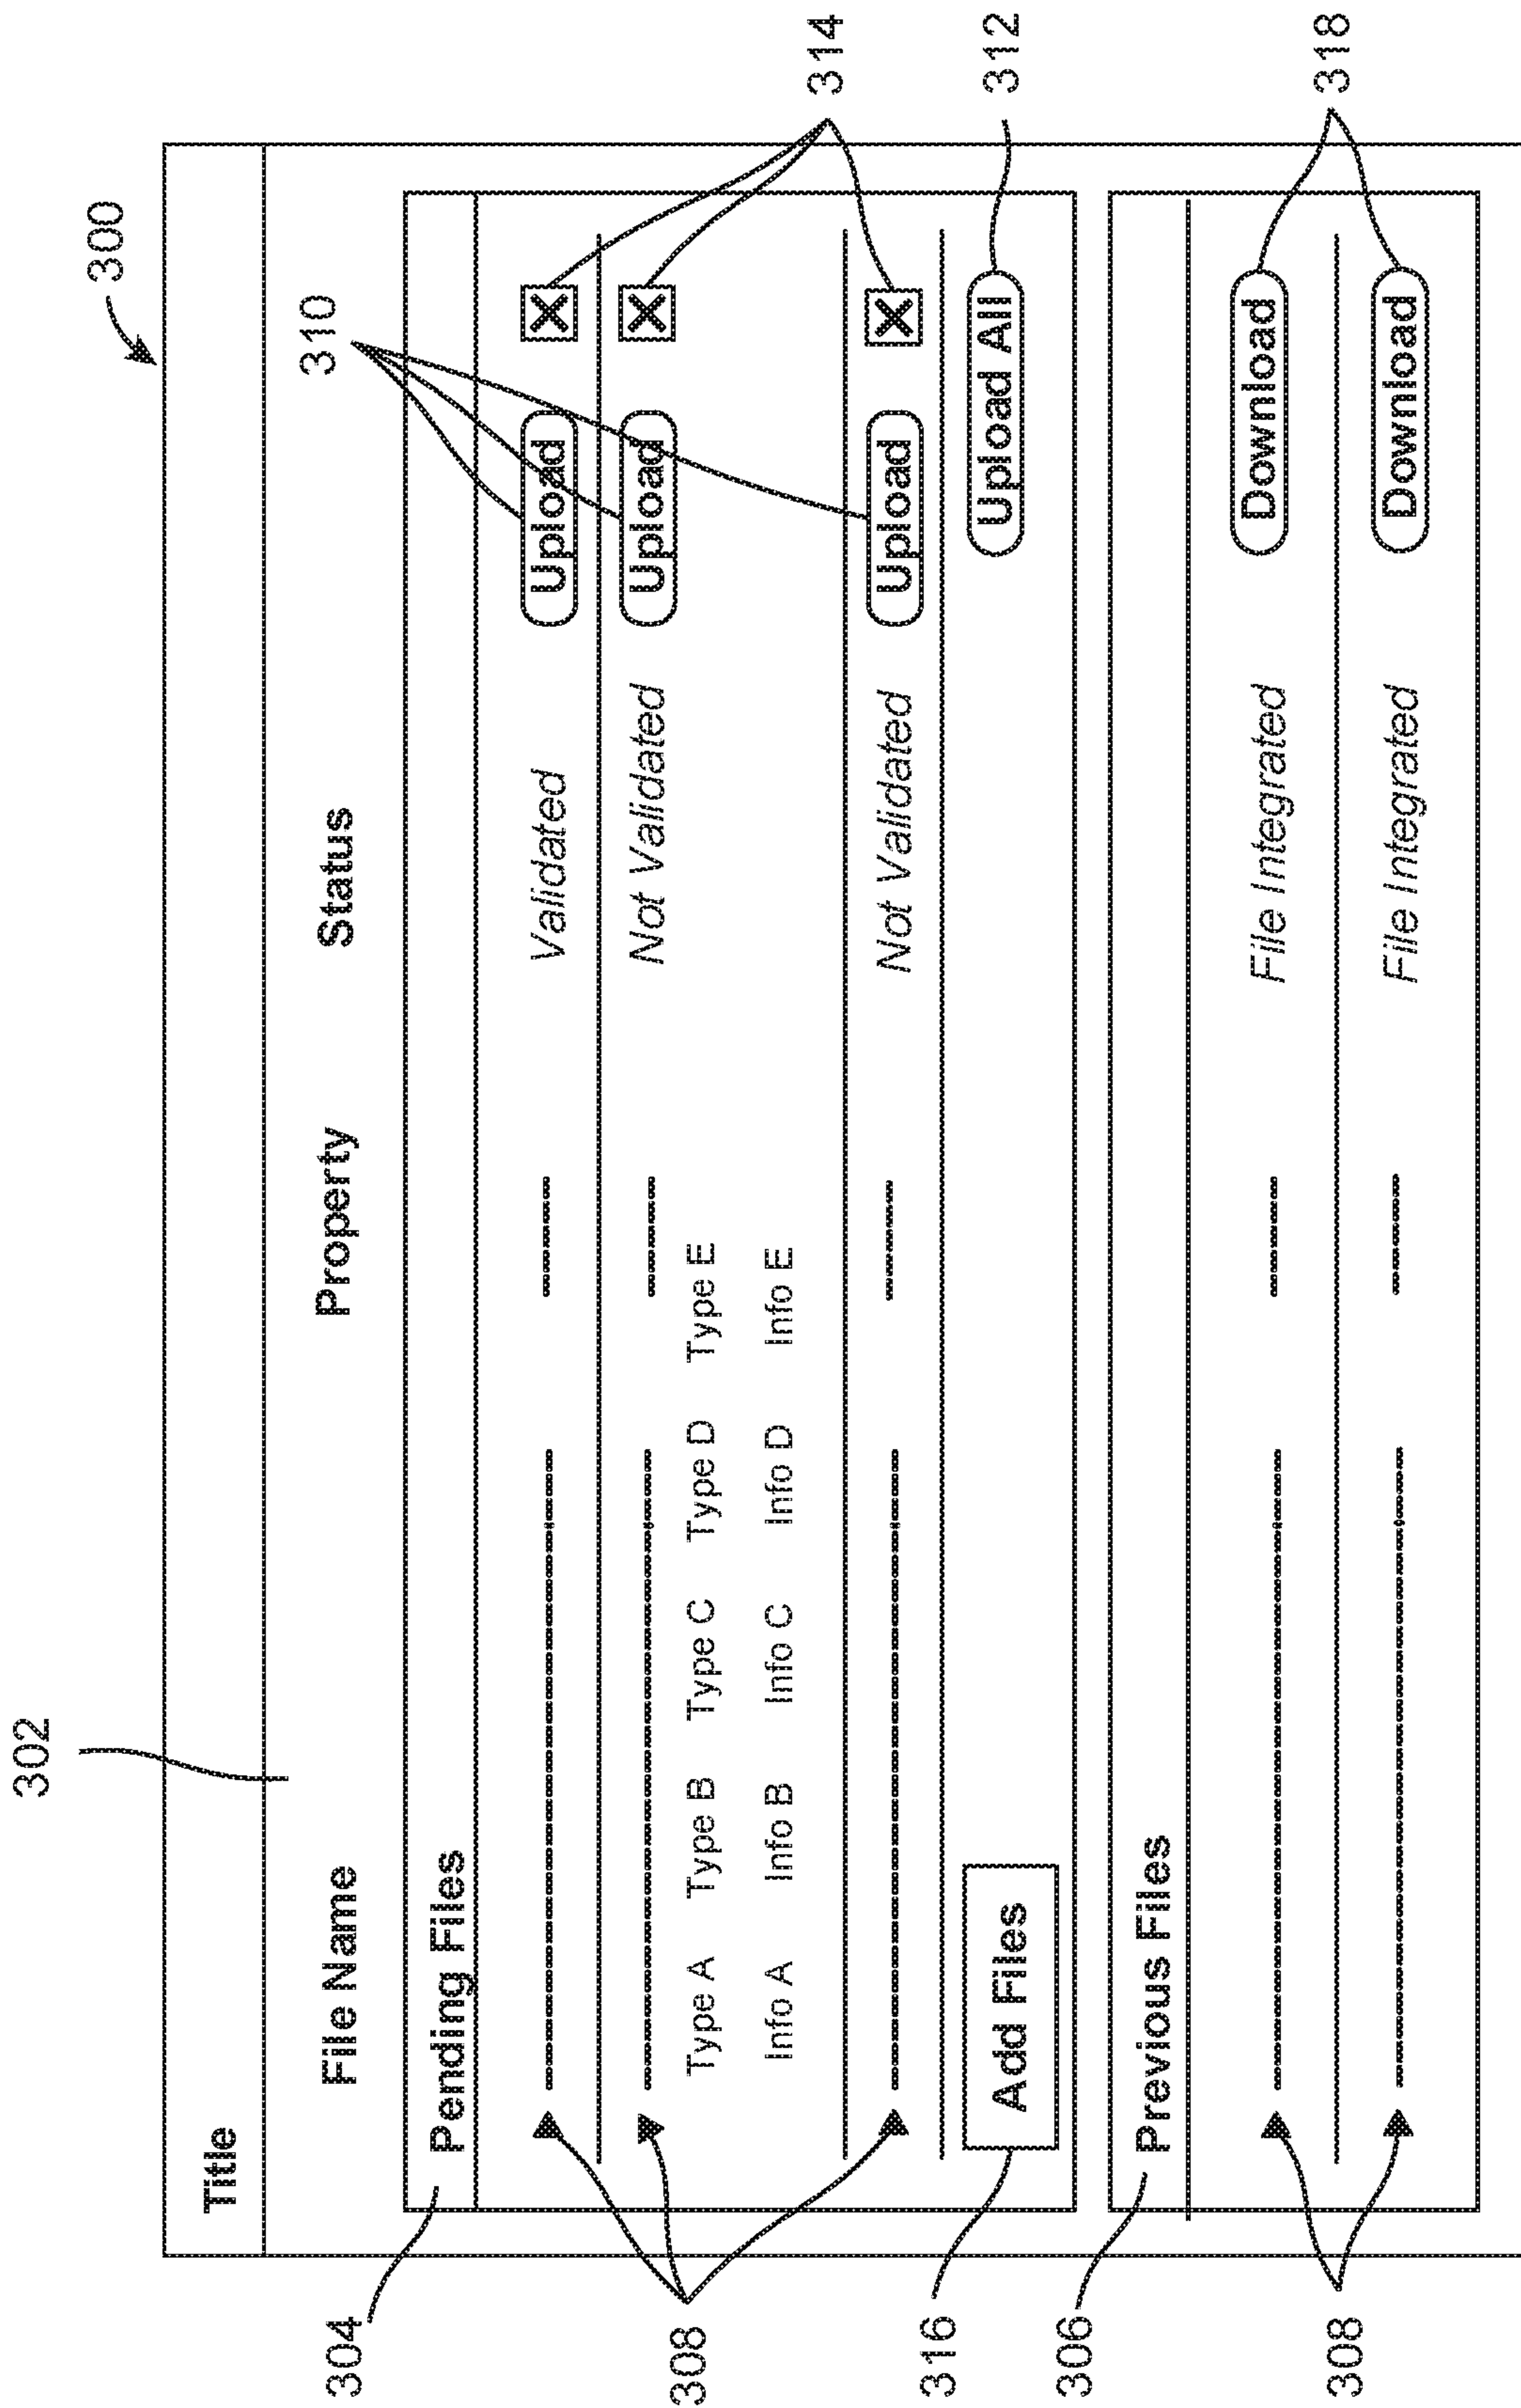 300
302
Title
File Name Property Status
310
304
Pending Files
Validated Upload X
314
308
Not Validated Upload X
Type A Type B Type C Type D Type E
Info A Info B Info C Info D Info E
Not Validated Upload X
316
Add Files Upload All
312
306
Previous Files
File Integrated Download
318
308
File Integrated Download